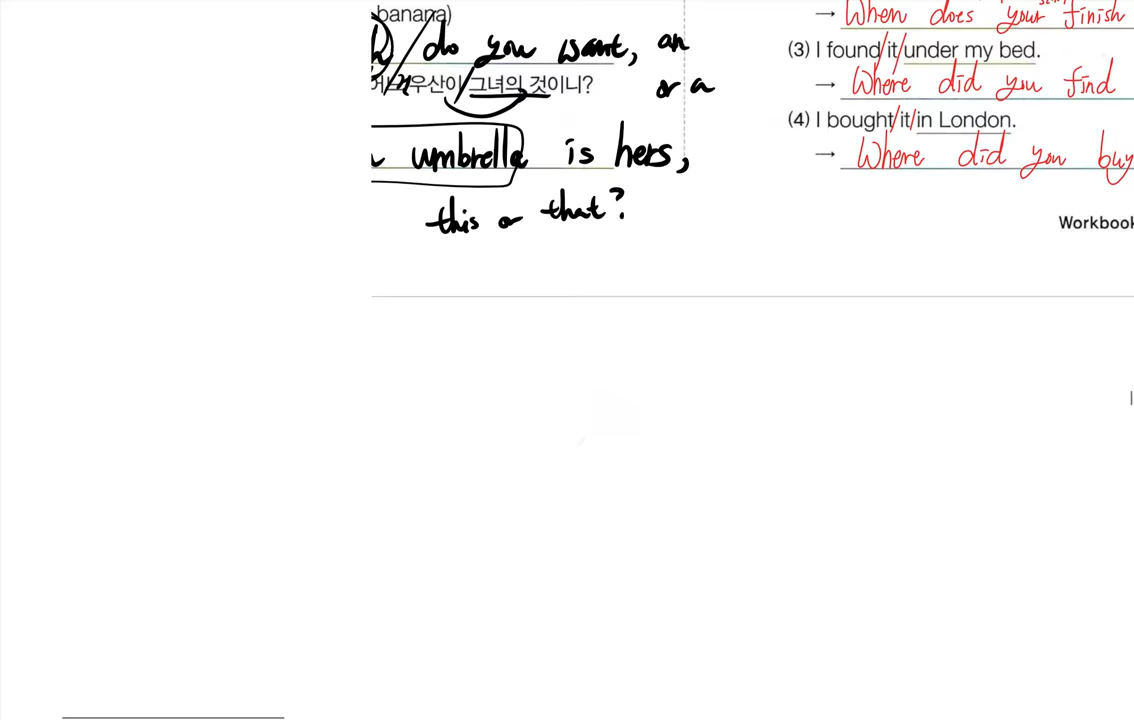 banana)
do you want, an
우산이 그녀의 것이니? or a
umbrella is hers,
this or that?
→ When does your finish
(3) I found/it/under my bed.
→ Where did you find
(4) I bought/it/in London.
→ Where did you buy
Workbook